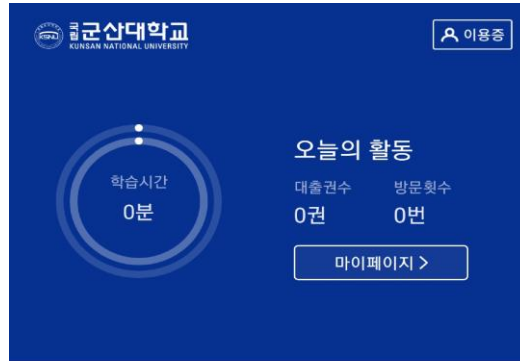 KSNU
국립군산대학교
KUNSAN NATIONAL UNIVERSITY
이용증
학습시간
0분
오늘의 활동
대출권수 방문횟수
0권 0번
마이페이지 >